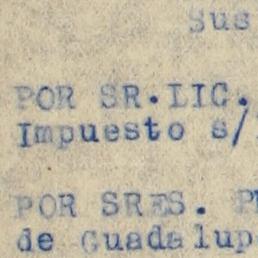 Sus
POR SR.LIC.
Impuesto s/
POR SRES. P
de Guadalup